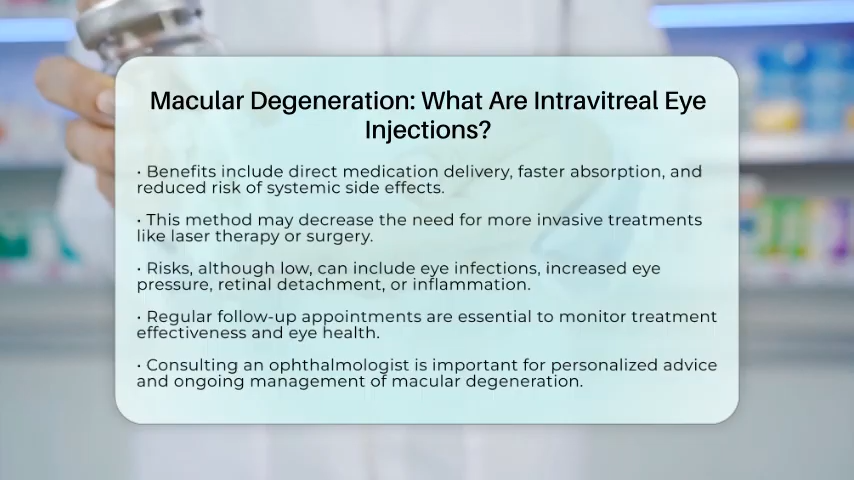 Macular Degeneration: What Are Intravitreal Eye
Injections?
• Benefits include direct medication delivery, faster absorption, and
reduced risk of systemic side effects.
• This method may decrease the need for more invasive treatments
like laser therapy or surgery.
• Risks, although low, can include eye infections, increased eye
pressure, retinal detachment, or inflammation.
• Regular follow-up appointments are essential to monitor treatment
effectiveness and eye health.
• Consulting an ophthalmologist is important for personalized advice
and ongoing management of macular degeneration.